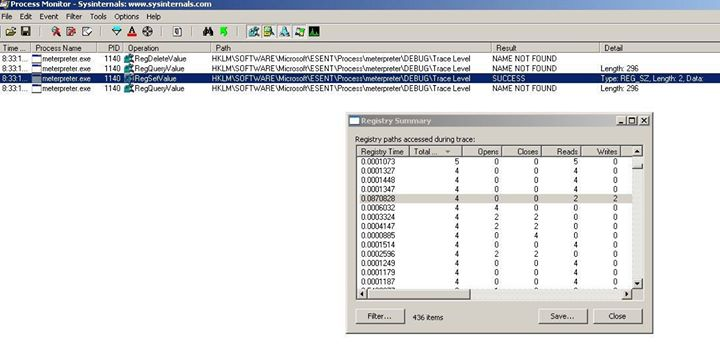 Process Monitor - Sysinternals: www.sysinternals.com
File Edit Event Filter Tools Options Help
Time ... Process Name PID Operation Path Result Detail
8:33:1... meterpreter.exe 1140 RegDeleteValue HKLM\SOFTWARE\Microsoft\ESENT\Process\meterpreter\DEBUG\Trace Level NAME NOT FOUND
8:33:1... meterpreter.exe 1140 RegQueryValue HKLM\SOFTWARE\Microsoft\ESENT\Process\meterpreter\DEBUG\Trace Level NAME NOT FOUND Length: 296
8:33:1... meterpreter.exe 1140 RegSetValue HKLM\SOFTWARE\Microsoft\ESENT\Process\meterpreter\DEBUG\Trace Level SUCCESS Type: REG_SZ, Length: 2, Data:
8:33:1... meterpreter.exe 1140 RegQueryValue HKLM\SOFTWARE\Microsoft\ESENT\Process\meterpreter\DEBUG\Trace Level NAME NOT FOUND Length: 296
Registry Summary
Registry paths accessed during trace:
Registry Time Total ... Opens Closes Reads Writes
0.0001073 5 0 0 5 0
0.0001327 4 0 0 4 0
0.0001448 4 0 0 4 0
0.0001347 4 0 0 4 0
0.0870828 4 0 0 2 2
0.0006032 4 4 0 0 0
0.0003324 4 2 2 0 0
0.0004147 4 2 2 0 0
0.0000885 4 0 4 0 0
0.0001514 4 0 0 4 0
0.0002596 4 2 2 0 0
0.0001249 4 0 0 4 0
0.0001179 4 0 0 4 0
0.0001187 4 0 0 4 0
Filter... 436 items Save... Close